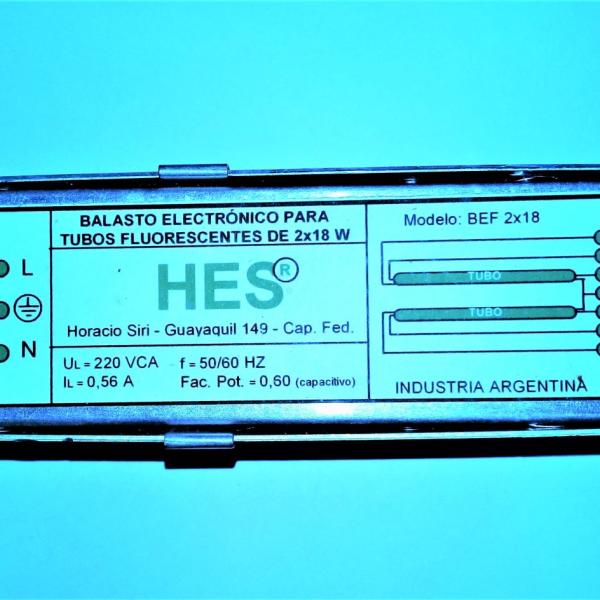 BALASTO ELECTRÓNICO PARA
TUBOS FLUORESCENTES DE 2x18 W
HES®
Horacio Siri - Guayaquil 149 - Cap. Fed.
UL = 220 VCA f = 50/60 HZ
IL = 0,56 A Fac. Pot. = 0,60 (capacitivo)
L
N
Modelo: BEF 2x18
TUBO
TUBO
INDUSTRIA ARGENTINA